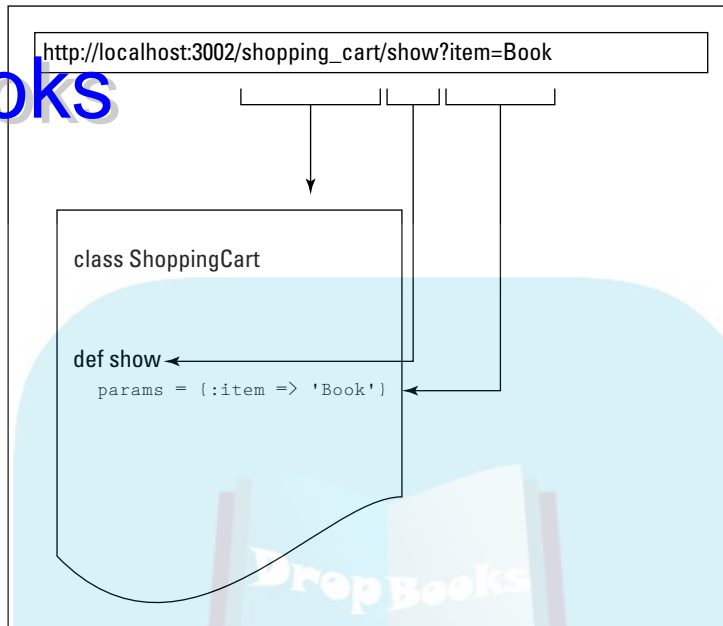 http://localhost:3002/shopping_cart/show?item=Book
oks
class ShoppingCart
def show
params = {:item => 'Book'}
DropBooks